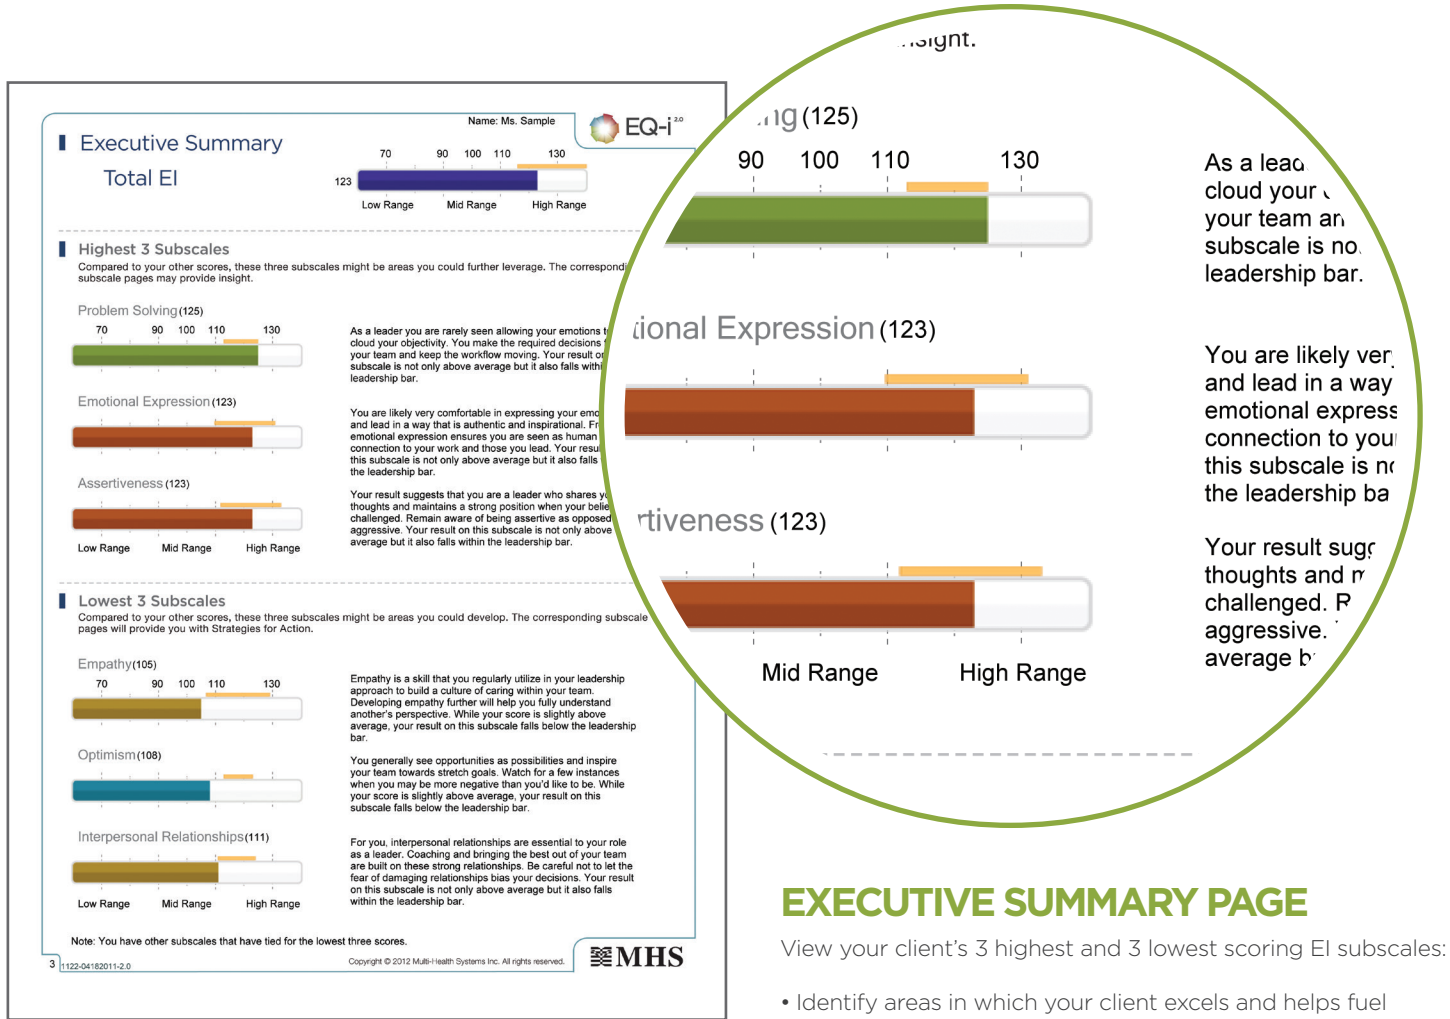 Name: Ms. Sample
EQ-i 2.0
Executive Summary
Total EI
70 90 100 110 130
123
Low Range Mid Range High Range
Highest 3 Subscales
Compared to your other scores, these three subscales might be areas you could further leverage. The
subscale pages may provide insight.
Problem Solving (125)
70 90 100 110 130
As a leader you are rarely seen allowing your emotions
cloud your objectivity. You make the required decisions
your team and keep the workflow moving. Your result
subscale is not only above average but it also falls
leadership bar.
Emotional Expression (123)
You are likely very comfortable in expressing your
and lead in a way that is authentic and inspirational.
emotional expression ensures you are seen as human
connection to your work and those you lead. Your
this subscale is not only above average but it also falls
the leadership bar.
Assertiveness (123)
Your result suggests that you are a leader who shares
thoughts and maintains a strong position when your
challenged. Remain aware of being assertive as opposed
aggressive. Your result on this subscale is not only above
average but it also falls within the leadership bar.
Low Range Mid Range High Range
Lowest 3 Subscales
Compared to your other scores, these three subscales might be areas you could develop. The corresponding subscale
pages will provide you with Strategies for Action.
Empathy (105)
70 90 100 110 130
Empathy is a skill that you regularly utilize in your leadership
approach to build a culture of caring within your team.
Developing empathy further will help you fully understand
another's perspective. While your score is slightly above
average, your result on this subscale falls below the leadership
bar.
Optimism (108)
You generally see opportunities as possibilities and inspire
your team towards stretch goals. Watch for a few instances
when you may be more negative than you'd like to be. While
your score is slightly above average, your result on this
subscale falls below the leadership bar.
Interpersonal Relationships (111)
For you, interpersonal relationships are essential to your role
as a leader. Coaching and bringing the best out of your team
are built on these strong relationships. Be careful not to let the
fear of damaging relationships bias your decisions. Your result
on this subscale is not only above average but it also falls
within the leadership bar.
Low Range Mid Range High Range
Note: You have other subscales that have tied for the lowest three scores.
3 1122-04182011-2.0
Copyright © 2012 Multi-Health Systems Inc. All rights reserved.
MHS
(125)
90 100 110 130
As a
cloud your
your team
subscale is
leadership bar.
Expression (123)
You are likely
and lead in a way
emotional
connection to
this subscale is
the leadership
(123)
Your result
thoughts and
challenged.
aggressive.
average
Mid Range High Range
EXECUTIVE SUMMARY PAGE
View your client's 3 highest and 3 lowest scoring EI subscales:
• Identify areas in which your client excels and helps fuel